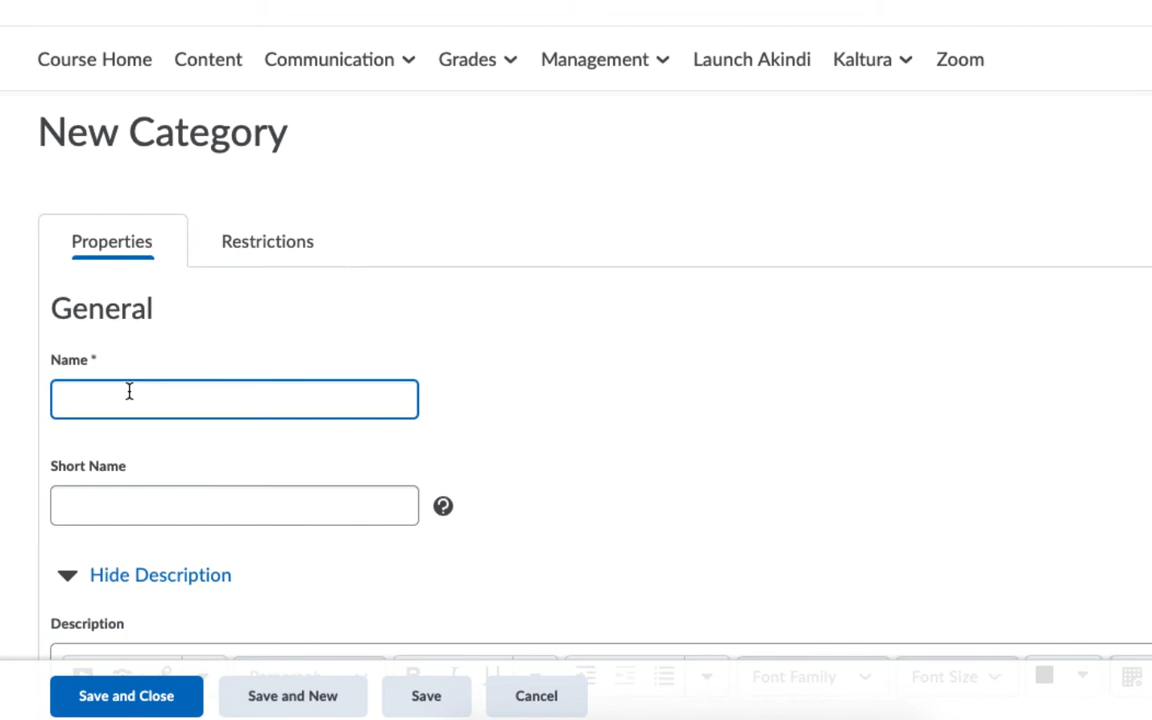 Course Home Content Communication Grades Management Launch Akindi Kaltura Zoom
New Category
Properties Restrictions
General
Name *
Short Name
Hide Description
Description
Paragraph B I U Font Family Font Size
Save and Close Save and New Save Cancel